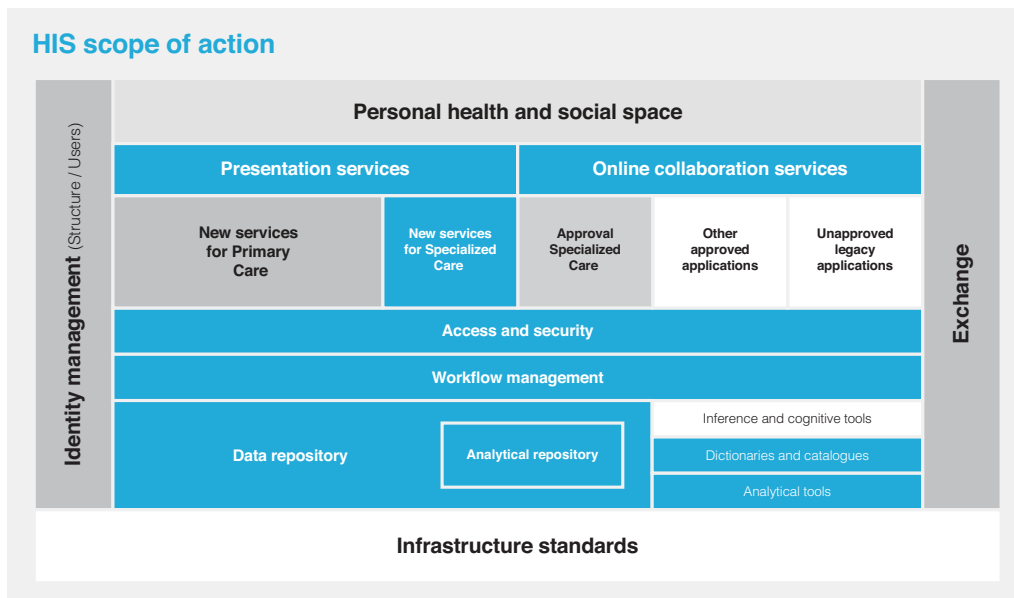 HIS scope of action
Identity management (Structure / Users)
Personal health and social space
Presentation services
Online collaboration services
New services
for Primary
Care
New services
for Specialized
Care
Approval
Specialized
Care
Other
approved
applications
Unapproved
legacy
applications
Access and security
Workflow management
Data repository
Analytical repository
Inference and cognitive tools
Dictionaries and catalogues
Analytical tools
Exchange
Infrastructure standards